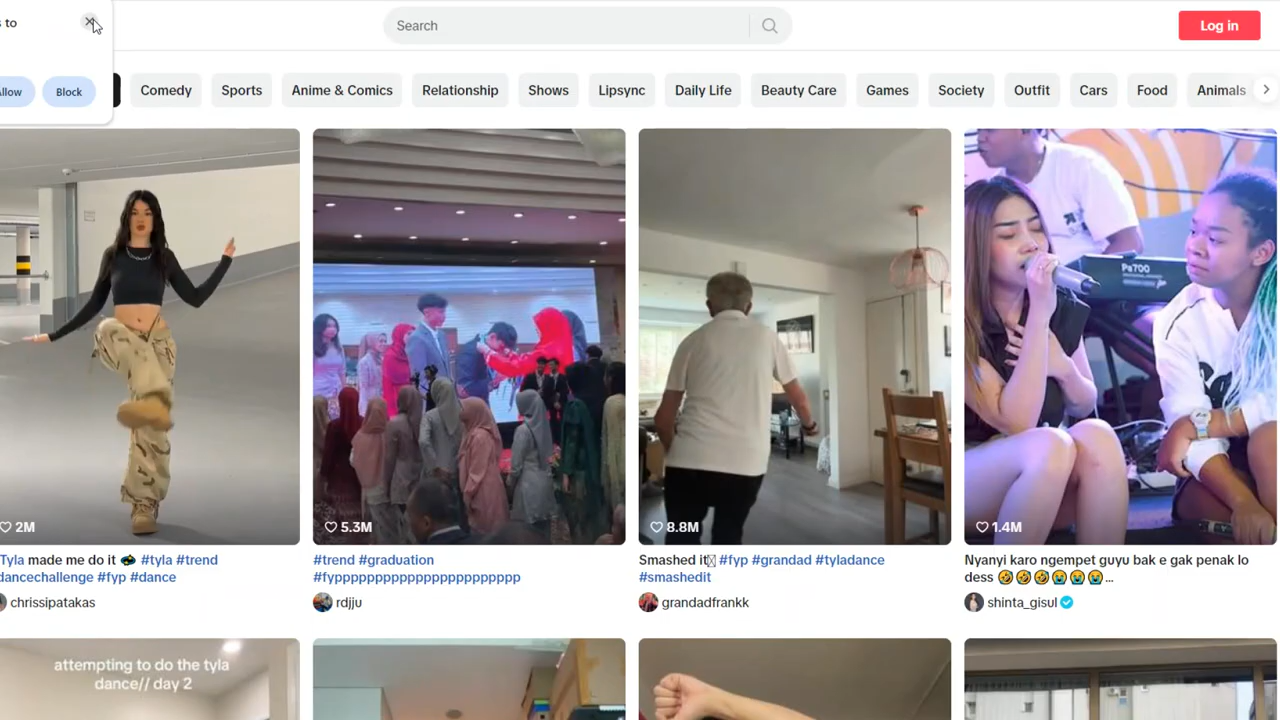 to
Search
Log in
Allow
Block
Comedy
Sports
Anime & Comics
Relationship
Shows
Lipsync
Daily Life
Beauty Care
Games
Society
Outfit
Cars
Food
Animals
Pa700
2M
5.3M
8.8M
1.4M
Tyla made me do it #tyla #trend
dancechallenge #fyp #dance
chrissipatakas
#trend #graduation
#fyppppppppppppppppppppppp
rdjju
Smashed it #fyp #grandad #tyladance
#smashedit
grandadfrankk
Nyanyi karo ngempet guyu bak e gak penak lo
dess 🤣🤣🤣😭😭😭...
shinta_gisul
attempting to do the tyla
dance// day 2